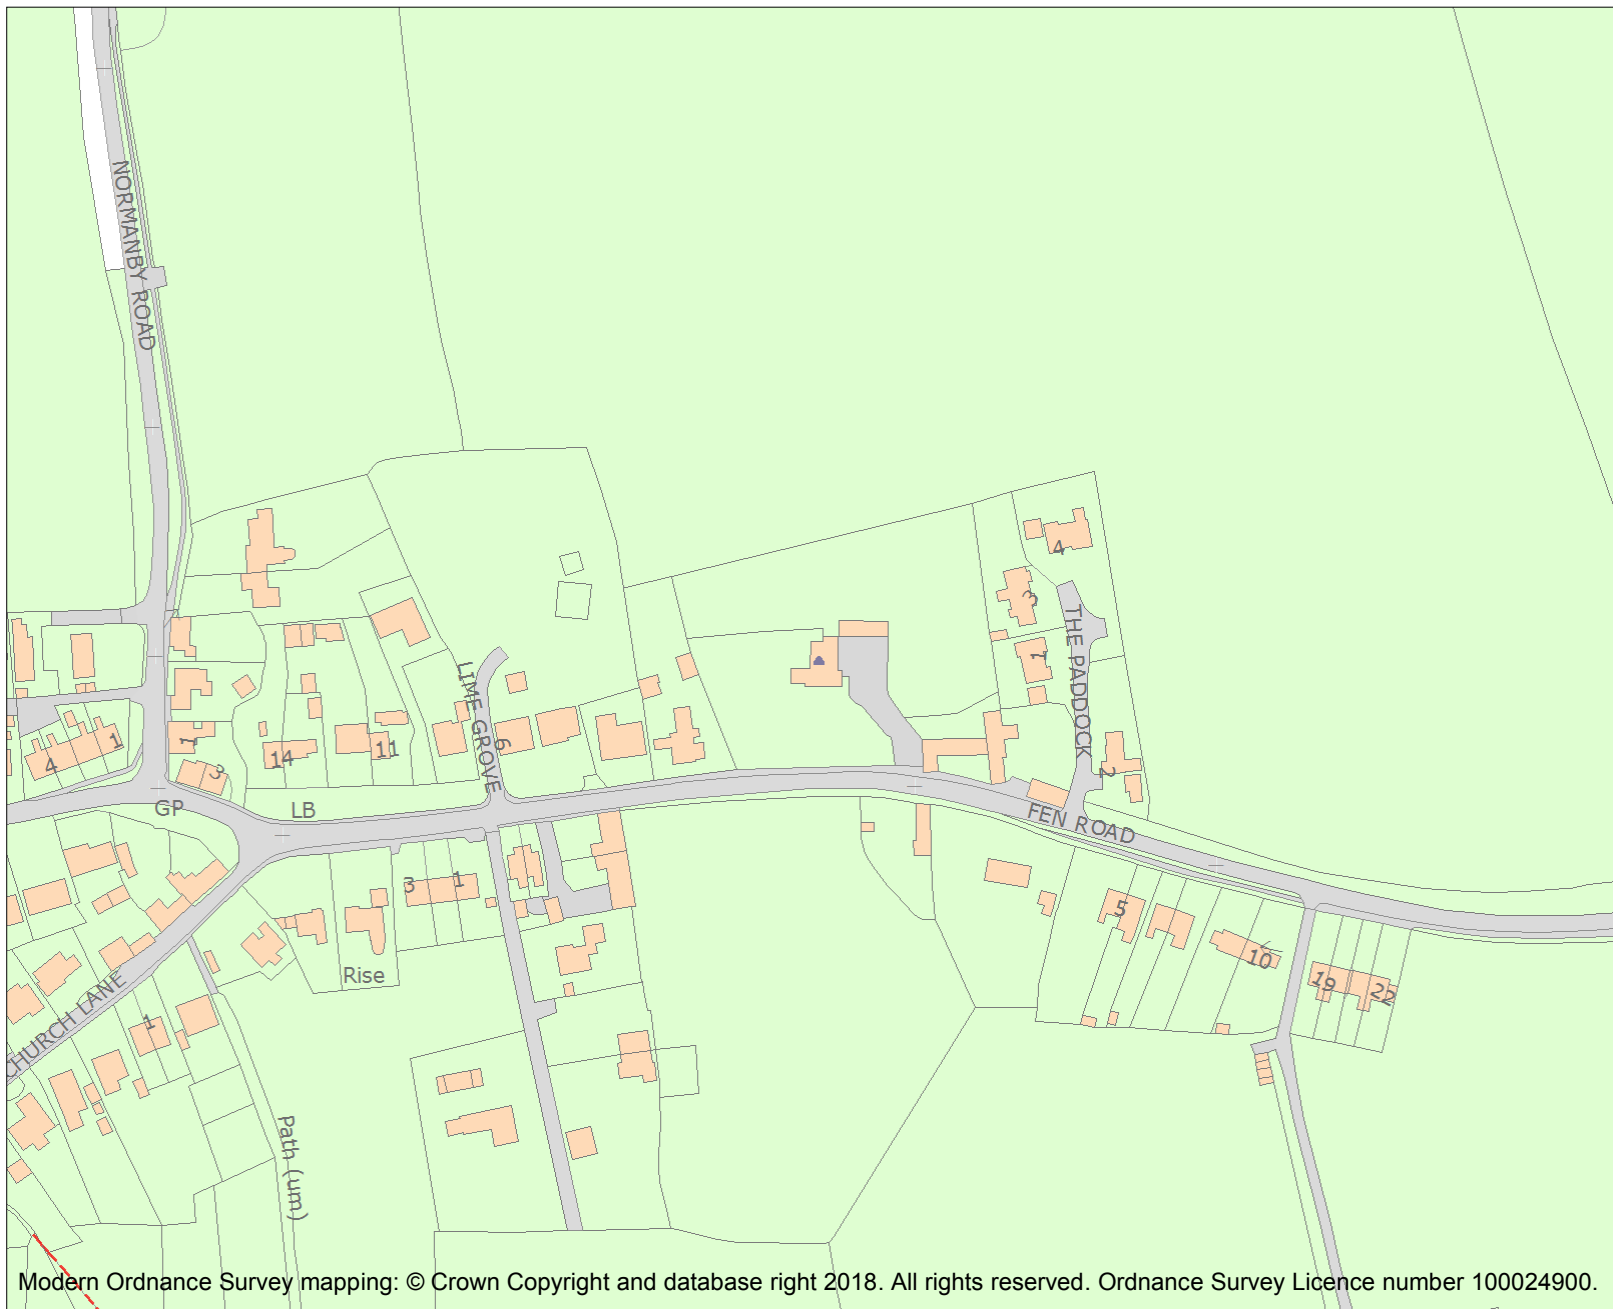 NORMANBY ROAD
4
3
1
THE PADDOCK
2
LIME GROVE
6
1
4
1
3
14
11
GP
LB
FEN ROAD
3
1
5
10
19
22
Rise
CHURCH LANE
1
Path (um)
Modern Ordnance Survey mapping: © Crown Copyright and database right 2018. All rights reserved. Ordnance Survey Licence number 100024900.